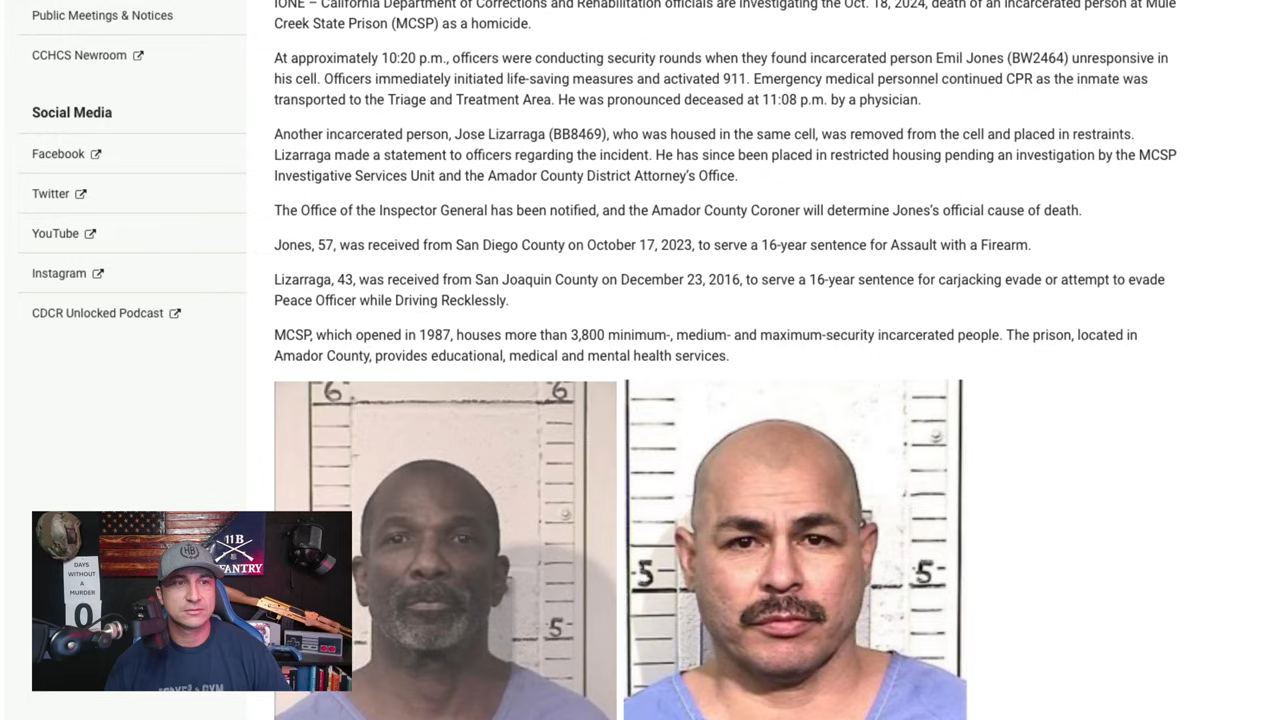 Public Meetings & Notices
CCHCS Newroom
Social Media
Facebook
Twitter
YouTube
Instagram
CDCR Unlocked Podcast
IONE – California Department of Corrections and Rehabilitation officials are investigating the Oct. 18, 2024, death of an incarcerated person at Mule
Creek State Prison (MCSP) as a homicide.
At approximately 10:20 p.m., officers were conducting security rounds when they found incarcerated person Emil Jones (BW2464) unresponsive in
his cell. Officers immediately initiated life-saving measures and activated 911. Emergency medical personnel continued CPR as the inmate was
transported to the Triage and Treatment Area. He was pronounced deceased at 11:08 p.m. by a physician.
Another incarcerated person, Jose Lizarraga (BB8469), who was housed in the same cell, was removed from the cell and placed in restraints.
Lizarraga made a statement to officers regarding the incident. He has since been placed in restricted housing pending an investigation by the MCSP
Investigative Services Unit and the Amador County District Attorney’s Office.
The Office of the Inspector General has been notified, and the Amador County Coroner will determine Jones’s official cause of death.
Jones, 57, was received from San Diego County on October 17, 2023, to serve a 16-year sentence for Assault with a Firearm.
Lizarraga, 43, was received from San Joaquin County on December 23, 2016, to serve a 16-year sentence for carjacking evade or attempt to evade
Peace Officer while Driving Recklessly.
MCSP, which opened in 1987, houses more than 3,800 minimum-, medium- and maximum-security incarcerated people. The prison, located in
Amador County, provides educational, medical and mental health services.
6 6
5
5 5
11B
FANTRY
DAYS
WITHOUT
A
MURDER
0
HB